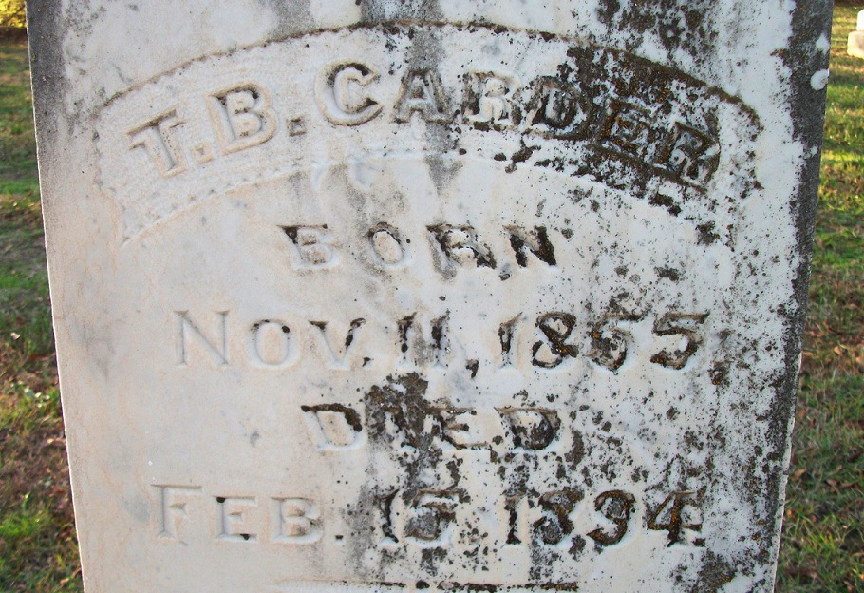 T. B. CARDER
BORN
NOV. 11, 1855,
DIED
FEB. 15 1894